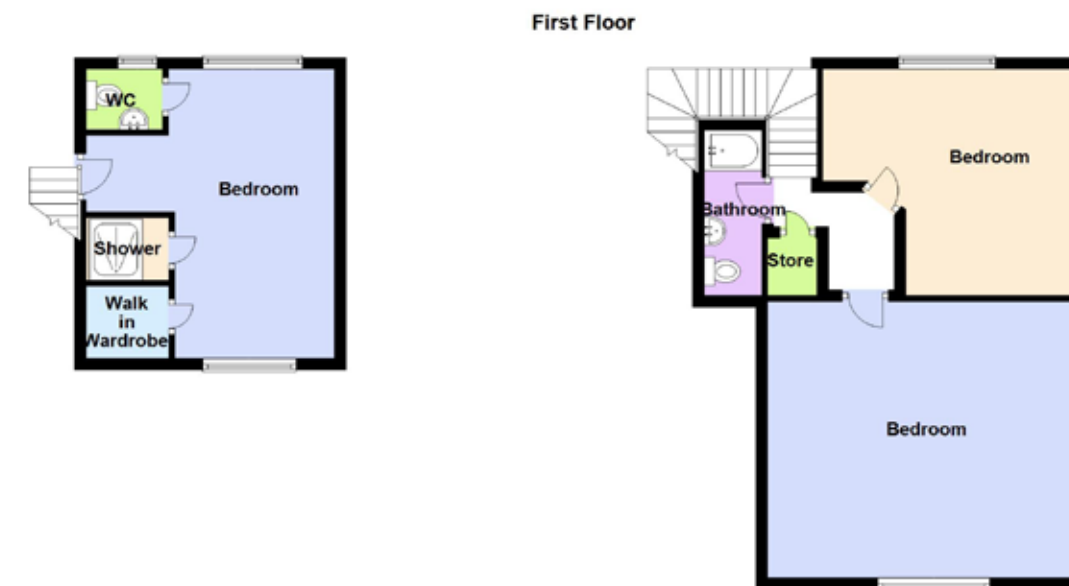 First Floor
WC
Bedroom
Shower
Walk
in
Wardrobe
Bedroom
Bathroom
Store
Bedroom